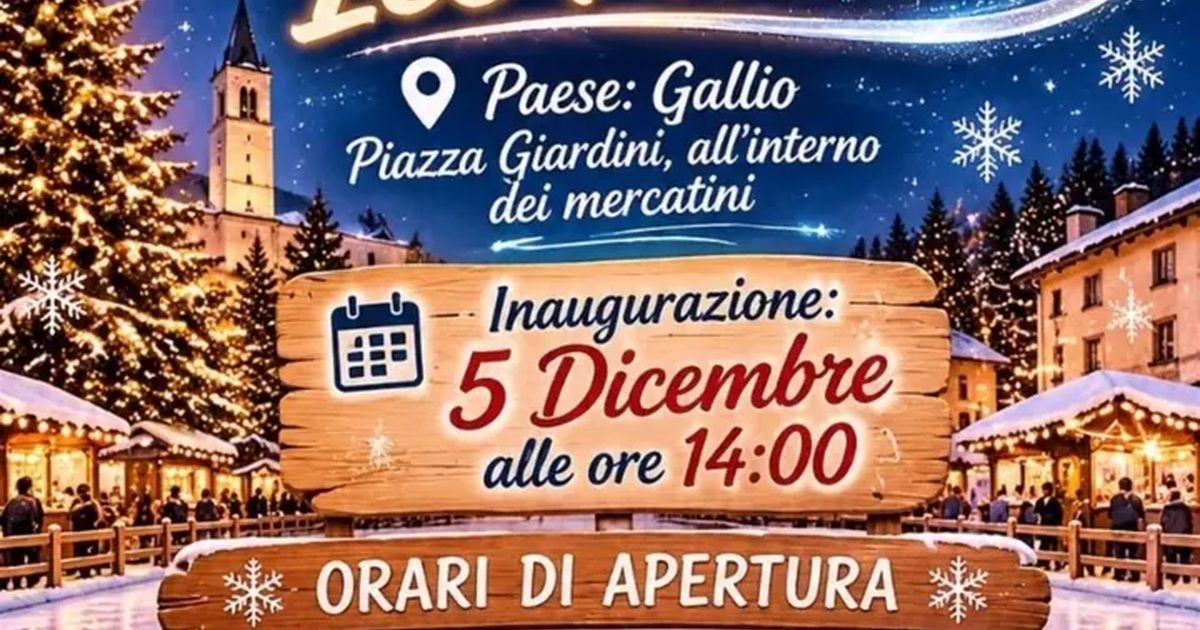 Paese: Gallio
Piazza Giardini, all'interno
dei mercatini
Inaugurazione:
5 Dicembre
alle ore 14:00
ORARI DI APERTURA